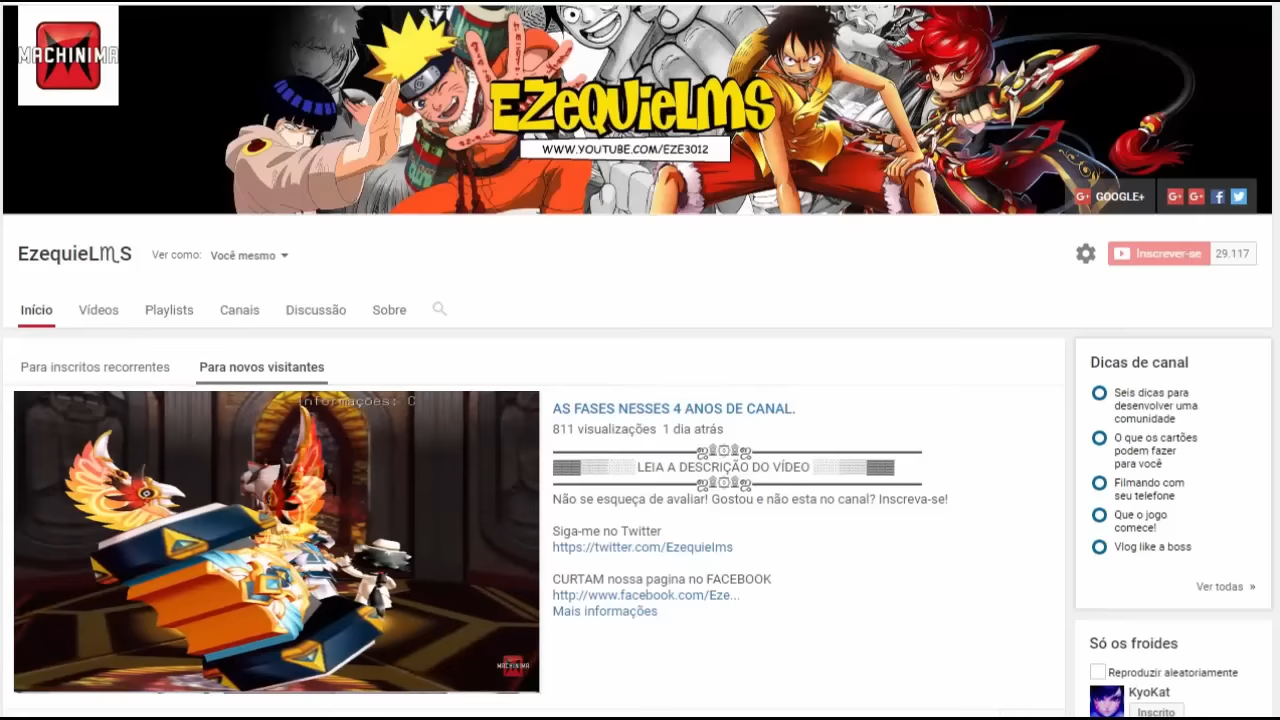 MACHINIMA
EZEQUIELMS
WWW.YOUTUBE.COM/EZE3012
GOOGLE+
EzequieLɱS
Ver como: Você mesmo
Inscrever-se 29.117
Início Vídeos Playlists Canais Discussão Sobre
Para inscritos recorrentes Para novos visitantes
Informações: C
MACHINIMA
AS FASES NESSES 4 ANOS DE CANAL.
811 visualizações 1 dia atrás
LEIA A DESCRIÇÃO DO VÍDEO
Não se esqueça de avaliar! Gostou e não esta no canal? Inscreva-se!
Siga-me no Twitter
https://twitter.com/Ezequielms
CURTAM nossa pagina no FACEBOOK
http://www.facebook.com/Eze...
Mais informações
Dicas de canal
Seis dicas para
desenvolver uma
comunidade
O que os cartões
podem fazer
para você
Filmando com
seu telefone
Que o jogo
comece!
Vlog like a boss
Ver todas »
Só os froides
Reproduzir aleatoriamente
KyoKat
Inscrito